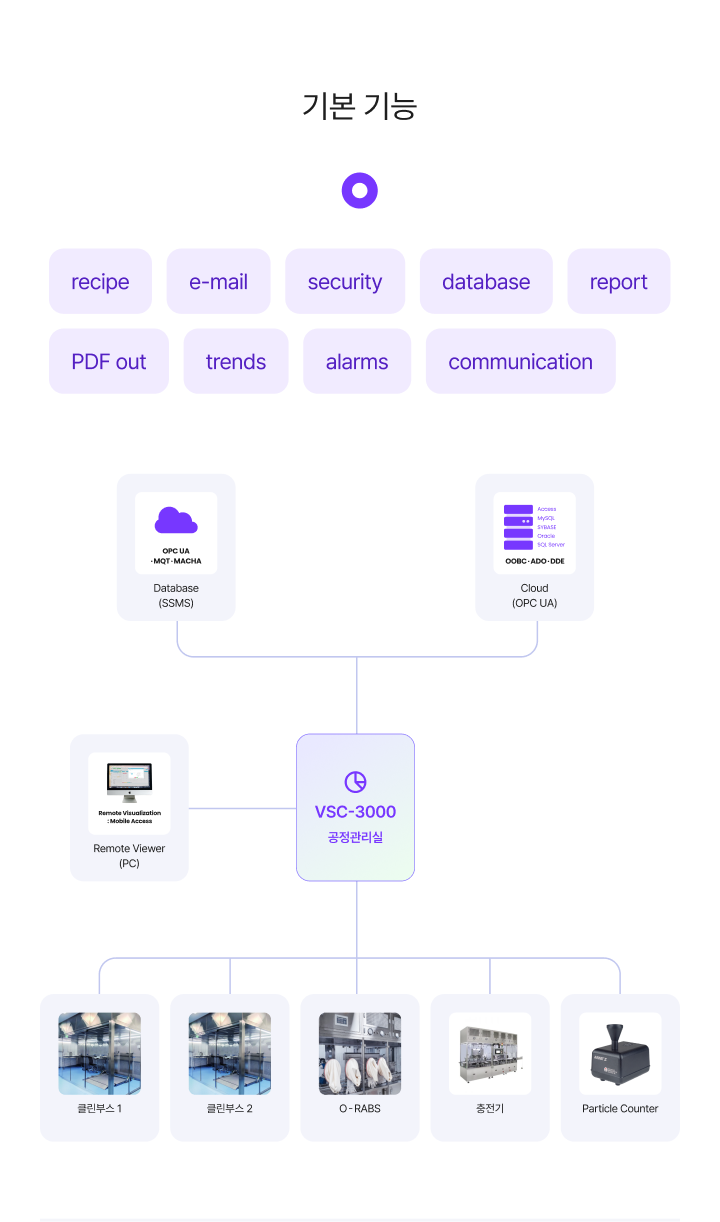 기본 기능
recipe
e-mail
security
database
report
PDF out
trends
alarms
communication
OPC UA
·MQT·MACHA
Database
(SSMS)
Access
MySQL
SYBASE
Oracle
SQL Server
OOBC·ADO·DDE
Cloud
(OPC UA)
Remote Visualization
: Mobile Access
Remote Viewer
(PC)
VSC-3000
공정관리실
클린부스 1
클린부스 2
O-RABS
충전기
Particle Counter